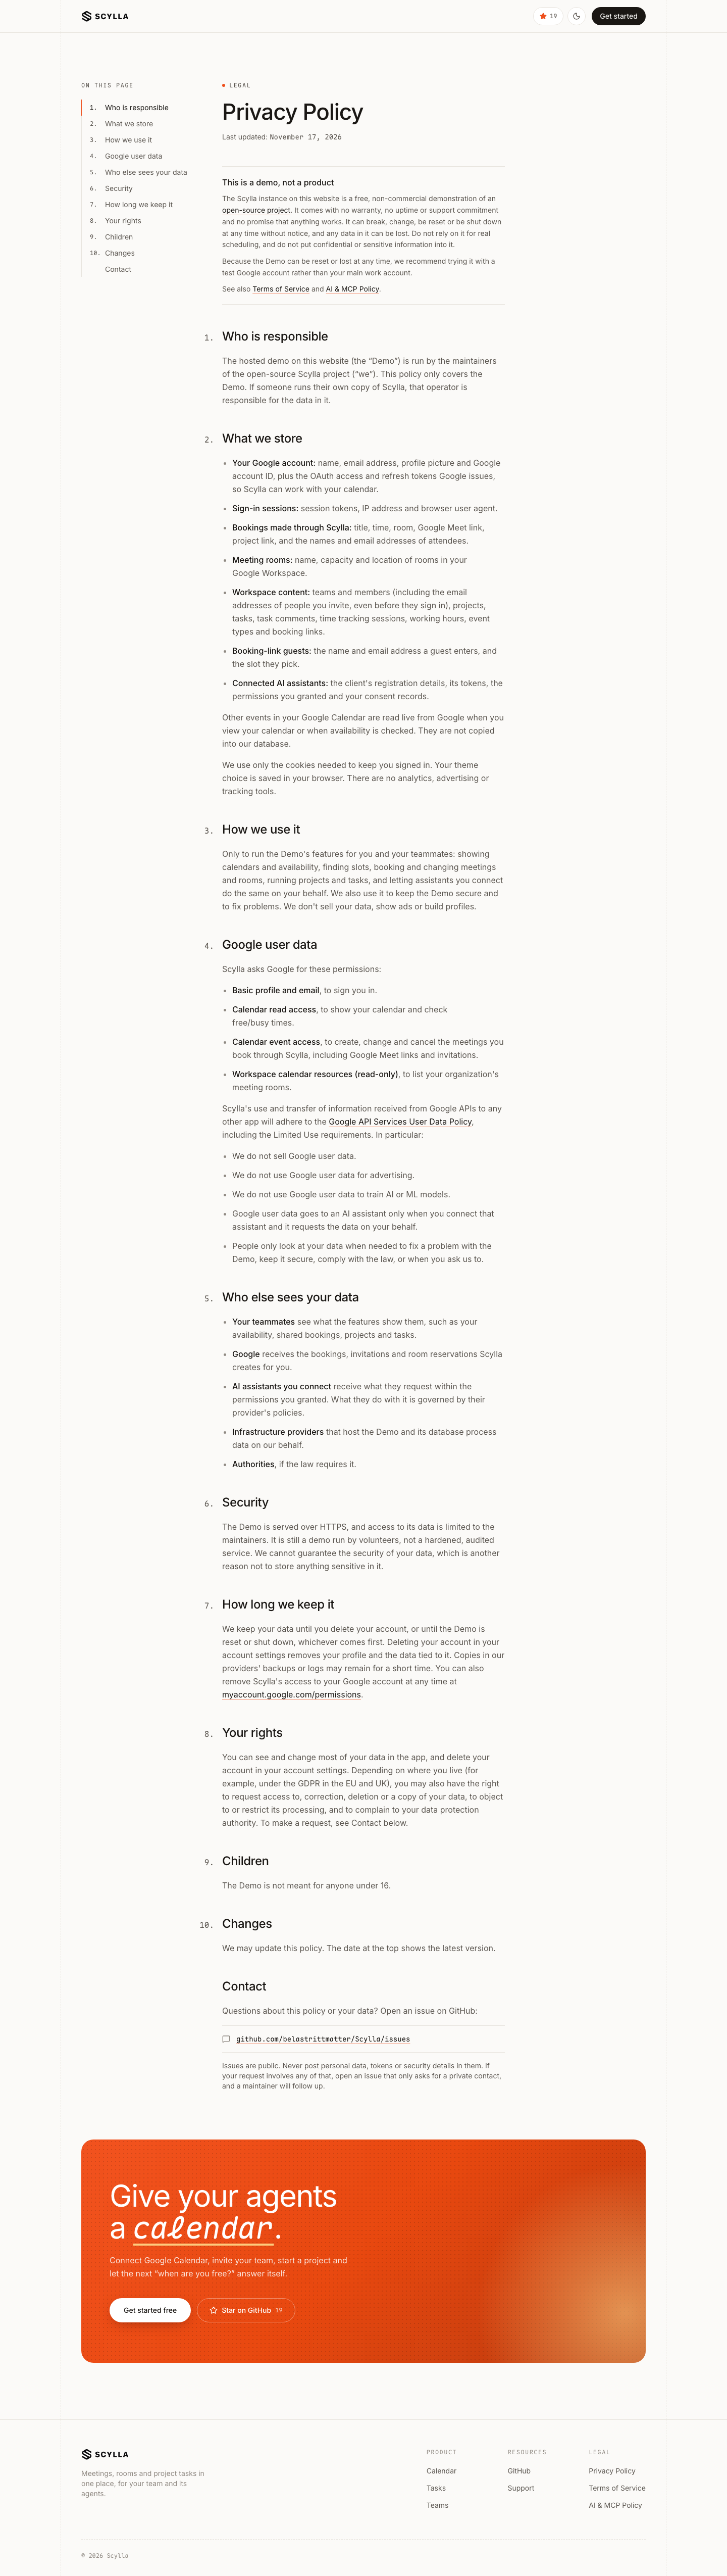 SCYLLA
19
Get started
ON THIS PAGE
1. Who is responsible
2. What we store
3. How we use it
4. Google user data
5. Who else sees your data
6. Security
7. How long we keep it
8. Your rights
9. Children
10. Changes
Contact
LEGAL
Privacy Policy
Last updated: November 17, 2026
This is a demo, not a product
The Scylla instance on this website is a free, non-commercial demonstration of an
open-source project. It comes with no warranty, no uptime or support commitment
and no promise that anything works. It can break, change, be reset or be shut down
at any time without notice, and any data in it can be lost. Do not rely on it for real
scheduling, and do not put confidential or sensitive information into it.
Because the Demo can be reset or lost at any time, we recommend trying it with a
test Google account rather than your main work account.
See also Terms of Service and AI & MCP Policy.
1. Who is responsible
The hosted demo on this website (the “Demo”) is run by the maintainers
of the open-source Scylla project (“we”). This policy only covers the
Demo. If someone runs their own copy of Scylla, that operator is
responsible for the data in it.
2. What we store
• Your Google account: name, email address, profile picture and Google
account ID, plus the OAuth access and refresh tokens Google issues,
so Scylla can work with your calendar.
• Sign-in sessions: session tokens, IP address and browser user agent.
• Bookings made through Scylla: title, time, room, Google Meet link,
project link, and the names and email addresses of attendees.
• Meeting rooms: name, capacity and location of rooms in your
Google Workspace.
• Workspace content: teams and members (including the email
addresses of people you invite, even before they sign in), projects,
tasks, task comments, time tracking sessions, working hours, event
types and booking links.
• Booking-link guests: the name and email address a guest enters, and
the slot they pick.
• Connected AI assistants: the client's registration details, its tokens, the
permissions you granted and your consent records.
Other events in your Google Calendar are read live from Google when you
view your calendar or when availability is checked. They are not copied
into our database.
We use only the cookies needed to keep you signed in. Your theme
choice is saved in your browser. There are no analytics, advertising or
tracking tools.
3. How we use it
Only to run the Demo's features for you and your teammates: showing
calendars and availability, finding slots, booking and changing meetings
and rooms, running projects and tasks, and letting assistants you connect
do the same on your behalf. We also use it to keep the Demo secure and
to fix problems. We don't sell your data, show ads or build profiles.
4. Google user data
Scylla asks Google for these permissions:
• Basic profile and email, to sign you in.
• Calendar read access, to show your calendar and check
free/busy times.
• Calendar event access, to create, change and cancel the meetings you
book through Scylla, including Google Meet links and invitations.
• Workspace calendar resources (read-only), to list your organization's
meeting rooms.
Scylla's use and transfer of information received from Google APIs to any
other app will adhere to the Google API Services User Data Policy,
including the Limited Use requirements. In particular:
• We do not sell Google user data.
• We do not use Google user data for advertising.
• We do not use Google user data to train AI or ML models.
• Google user data goes to an AI assistant only when you connect that
assistant and it requests the data on your behalf.
• People only look at your data when needed to fix a problem with the
Demo, keep it secure, comply with the law, or when you ask us to.
5. Who else sees your data
• Your teammates see what the features show them, such as your
availability, shared bookings, projects and tasks.
• Google receives the bookings, invitations and room reservations Scylla
creates for you.
• AI assistants you connect receive what they request within the
permissions you granted. What they do with it is governed by their
provider's policies.
• Infrastructure providers that host the Demo and its database process
data on our behalf.
• Authorities, if the law requires it.
6. Security
The Demo is served over HTTPS, and access to its data is limited to the
maintainers. It is still a demo run by volunteers, not a hardened, audited
service. We cannot guarantee the security of your data, which is another
reason not to store anything sensitive in it.
7. How long we keep it
We keep your data until you delete your account, or until the Demo is
reset or shut down, whichever comes first. Deleting your account in your
account settings removes your profile and the data tied to it. Copies in our
providers' backups or logs may remain for a short time. You can also
remove Scylla's access to your Google account at any time at
myaccount.google.com/permissions.
8. Your rights
You can see and change most of your data in the app, and delete your
account in your account settings. Depending on where you live (for
example, under the GDPR in the EU and UK), you may also have the right
to request access to, correction, deletion or a copy of your data, to object
to or restrict its processing, and to complain to your data protection
authority. To make a request, see Contact below.
9. Children
The Demo is not meant for anyone under 16.
10. Changes
We may update this policy. The date at the top shows the latest version.
Contact
Questions about this policy or your data? Open an issue on GitHub:
github.com/belastrittmatter/Scylla/issues
Issues are public. Never post personal data, tokens or security details in them. If
your request involves any of that, open an issue that only asks for a private contact,
and a maintainer will follow up.
Give your agents
a calendar.
Connect Google Calendar, invite your team, start a project and
let the next “when are you free?” answer itself.
Get started free
Star on GitHub 19
SCYLLA
Meetings, rooms and project tasks in
one place, for your team and its
agents.
PRODUCT
Calendar
Tasks
Teams
RESOURCES
GitHub
Support
LEGAL
Privacy Policy
Terms of Service
AI & MCP Policy
© 2026 Scylla